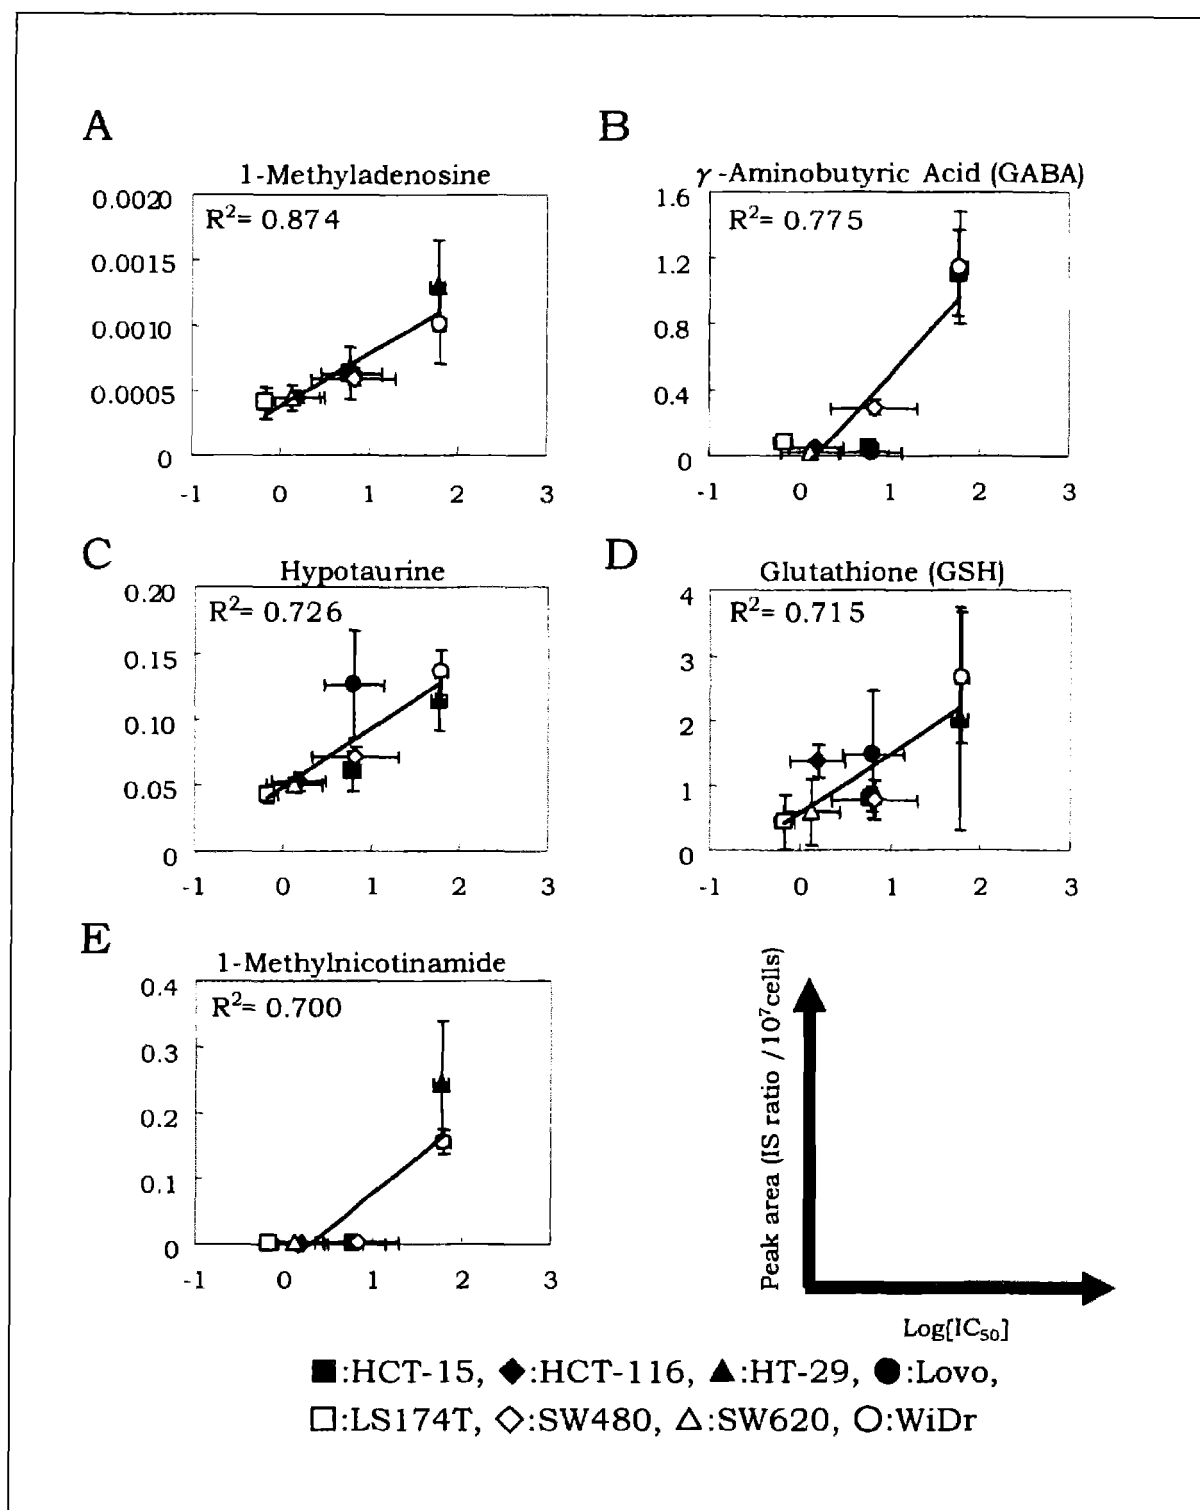 A
1-Methyladenosine
R²= 0.874
0.0020
0.0015
0.0010
0.0005
0
-1 0 1 2 3
B
γ-Aminobutyric Acid (GABA)
R²= 0.775
1.6
1.2
0.8
0.4
0
-1 0 1 2 3
C
Hypotaurine
R²= 0.726
0.20
0.15
0.10
0.05
0
-1 0 1 2 3
D
Glutathione (GSH)
R²= 0.715
4
3
2
1
0
-1 0 1 2 3
E
1-Methylnicotinamide
R²= 0.700
0.4
0.3
0.2
0.1
0
-1 0 1 2 3
Peak area (IS ratio /10⁷cells)
Log[IC₅₀]
■:HCT-15, ◆:HCT-116, ▲:HT-29, ●:Lovo,
□:LS174T, ◇:SW480, △:SW620, ○:WiDr